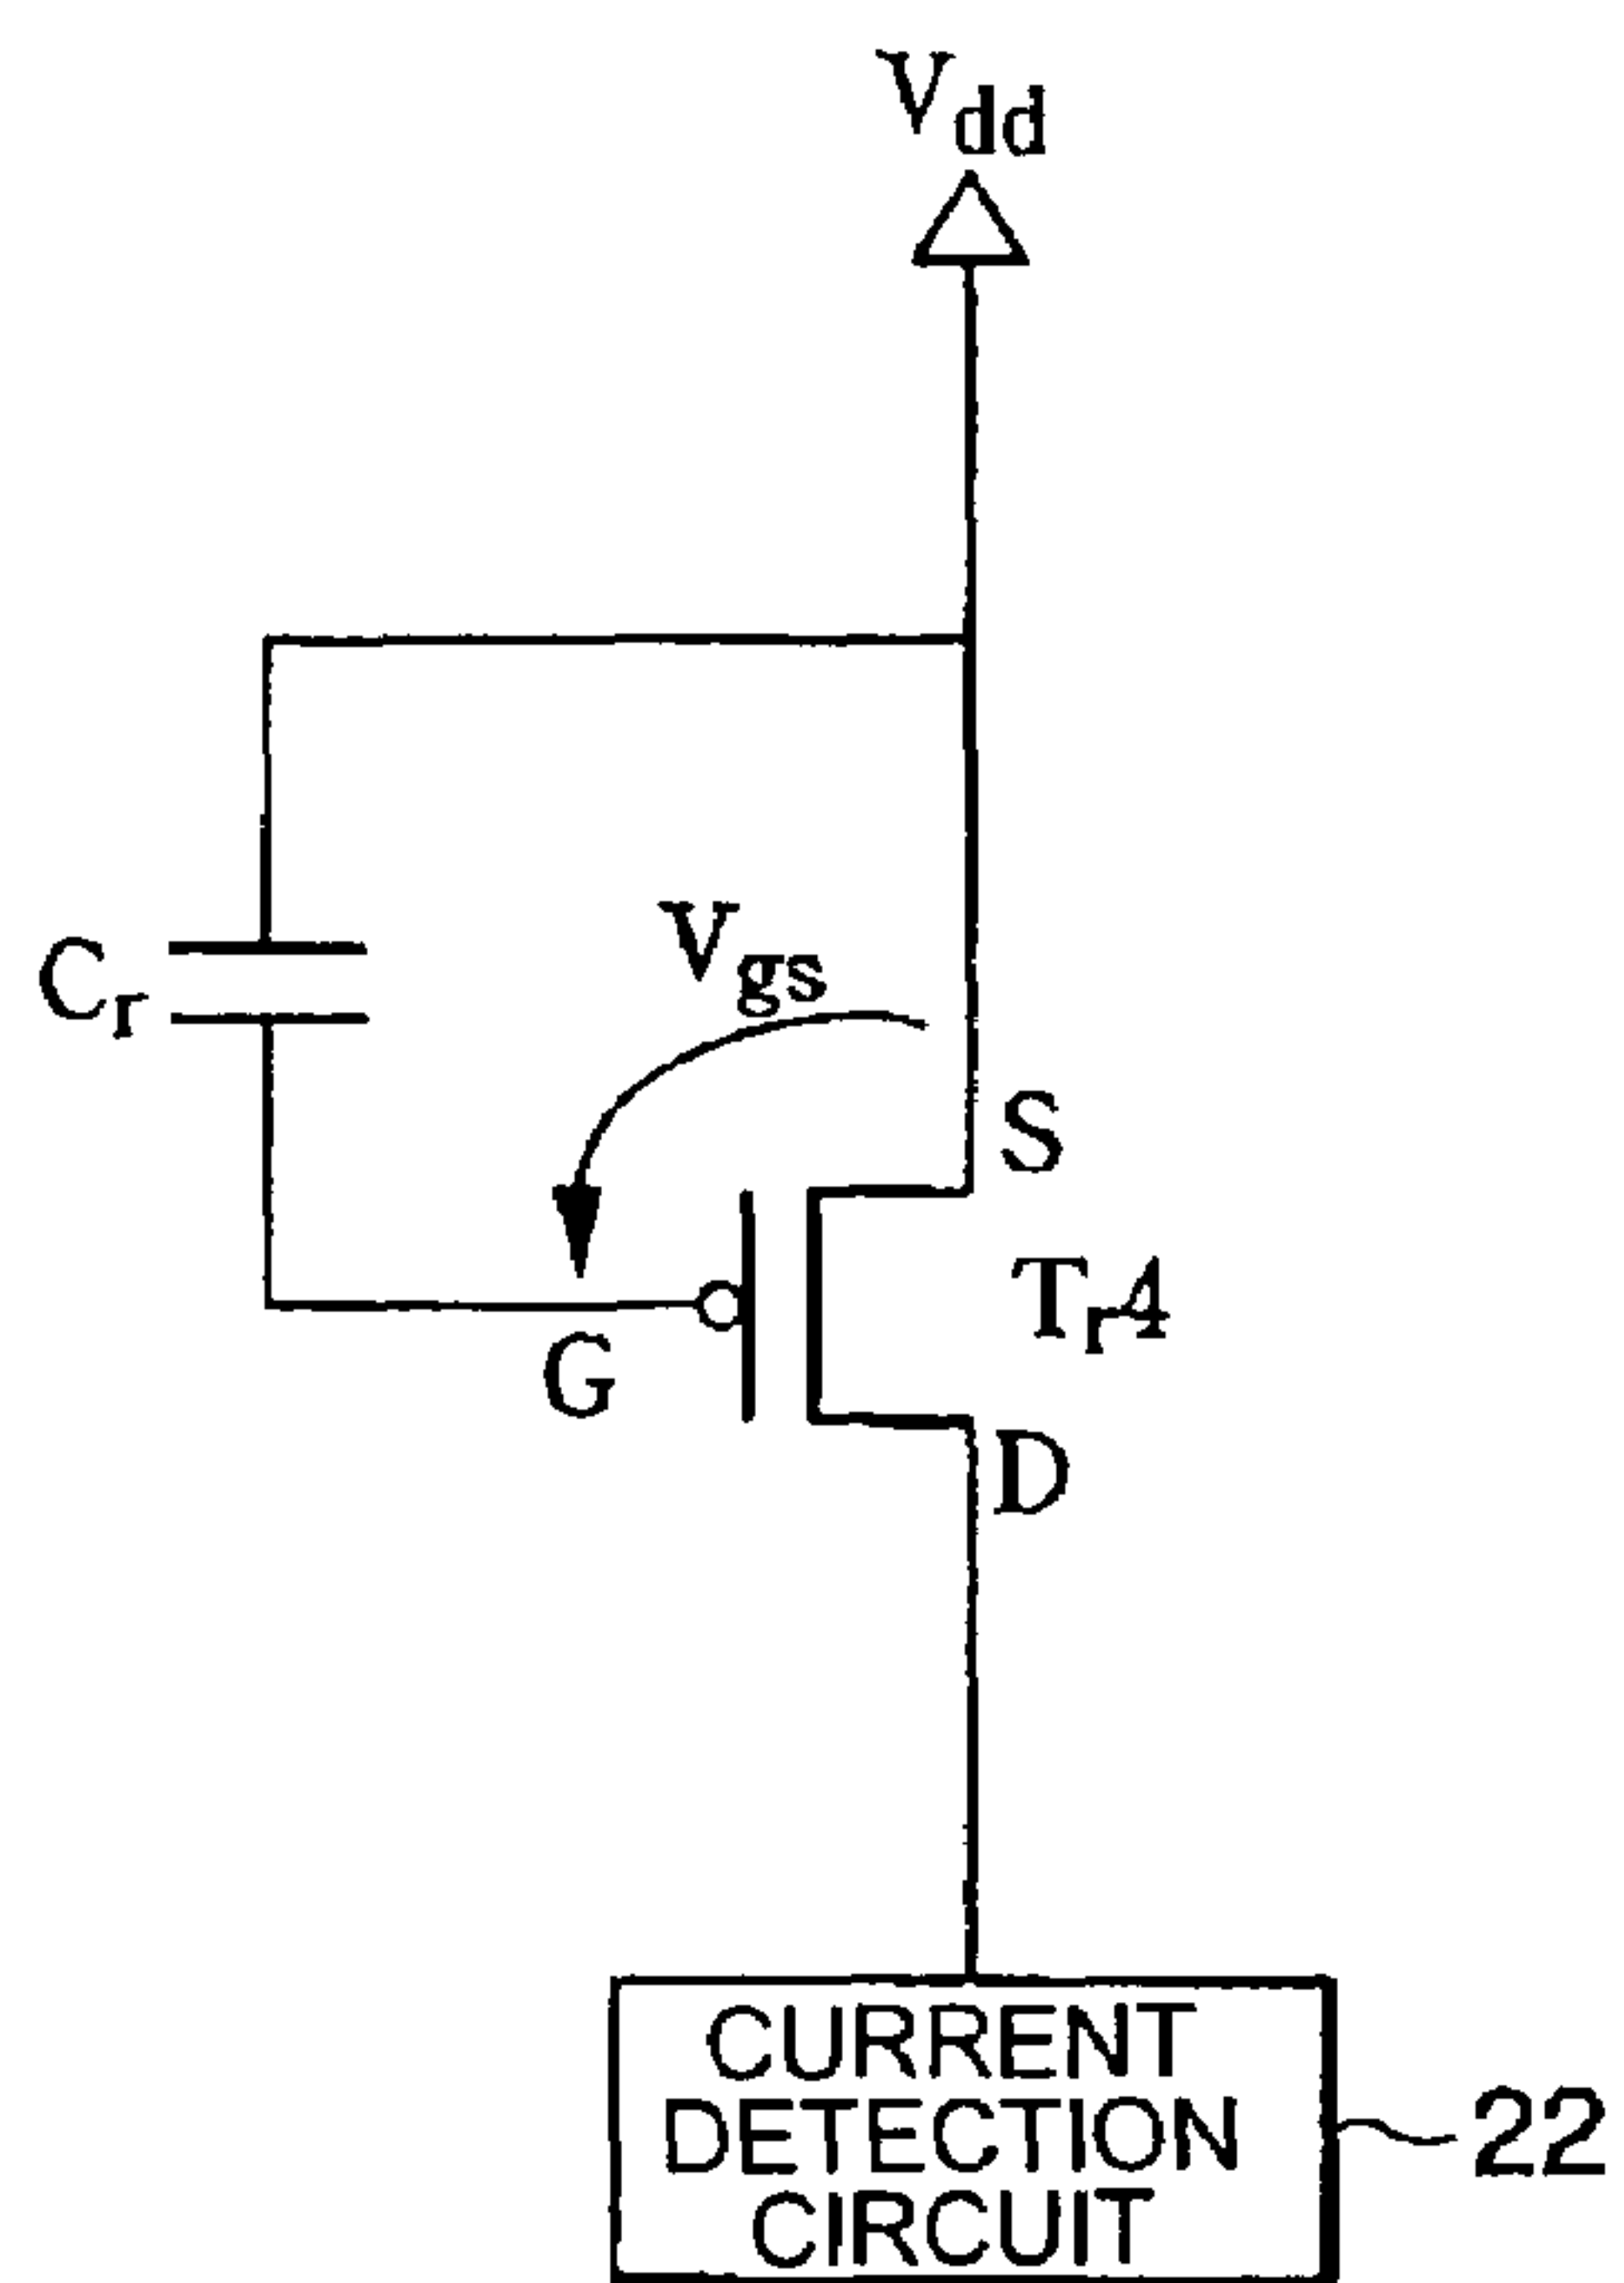 Vdd
Cr
Vgs
S
Tr4
G
D
CURRENT
DETECTION
CIRCUIT
22